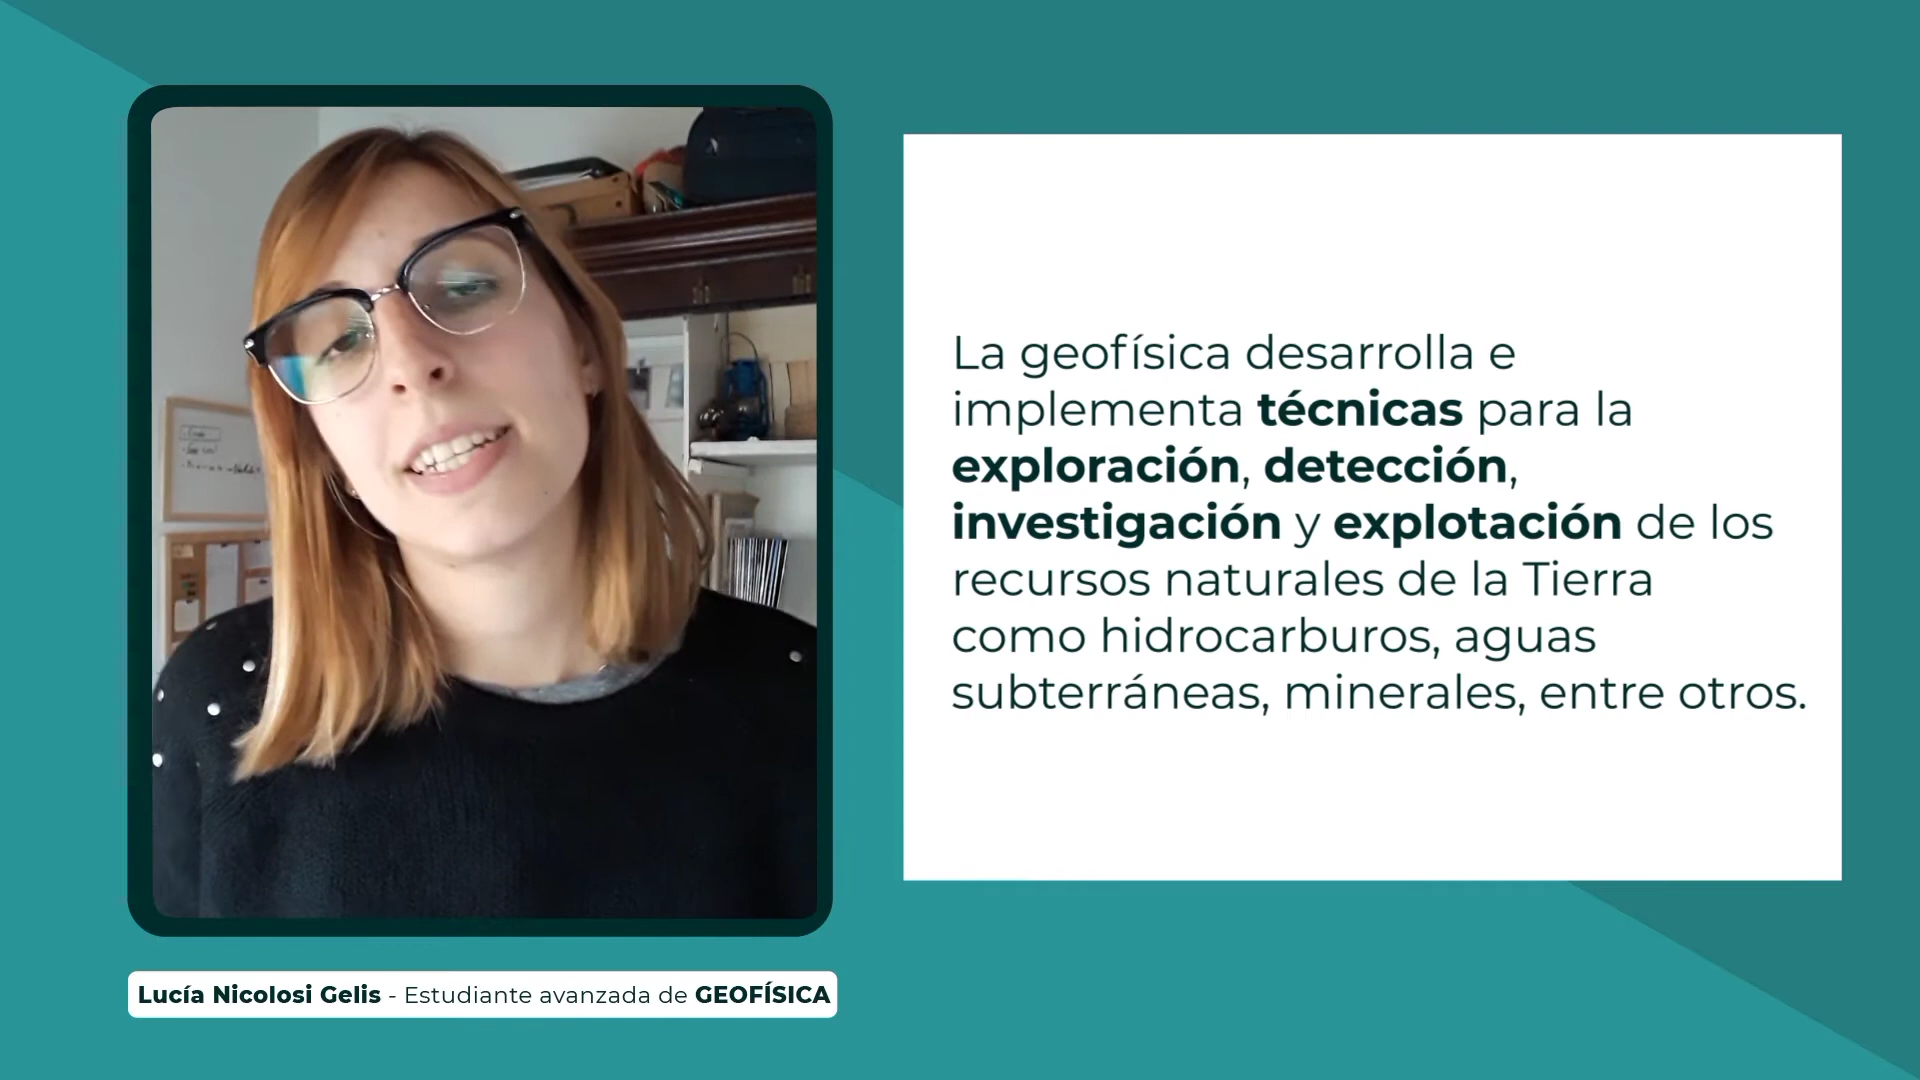 La geofísica desarrolla e
implementa técnicas para la
exploración, detección,
investigación y explotación de los
recursos naturales de la Tierra
como hidrocarburos, aguas
subterráneas, minerales, entre otros.
Lucía Nicolosi Gelis - Estudiante avanzada de GEOFÍSICA